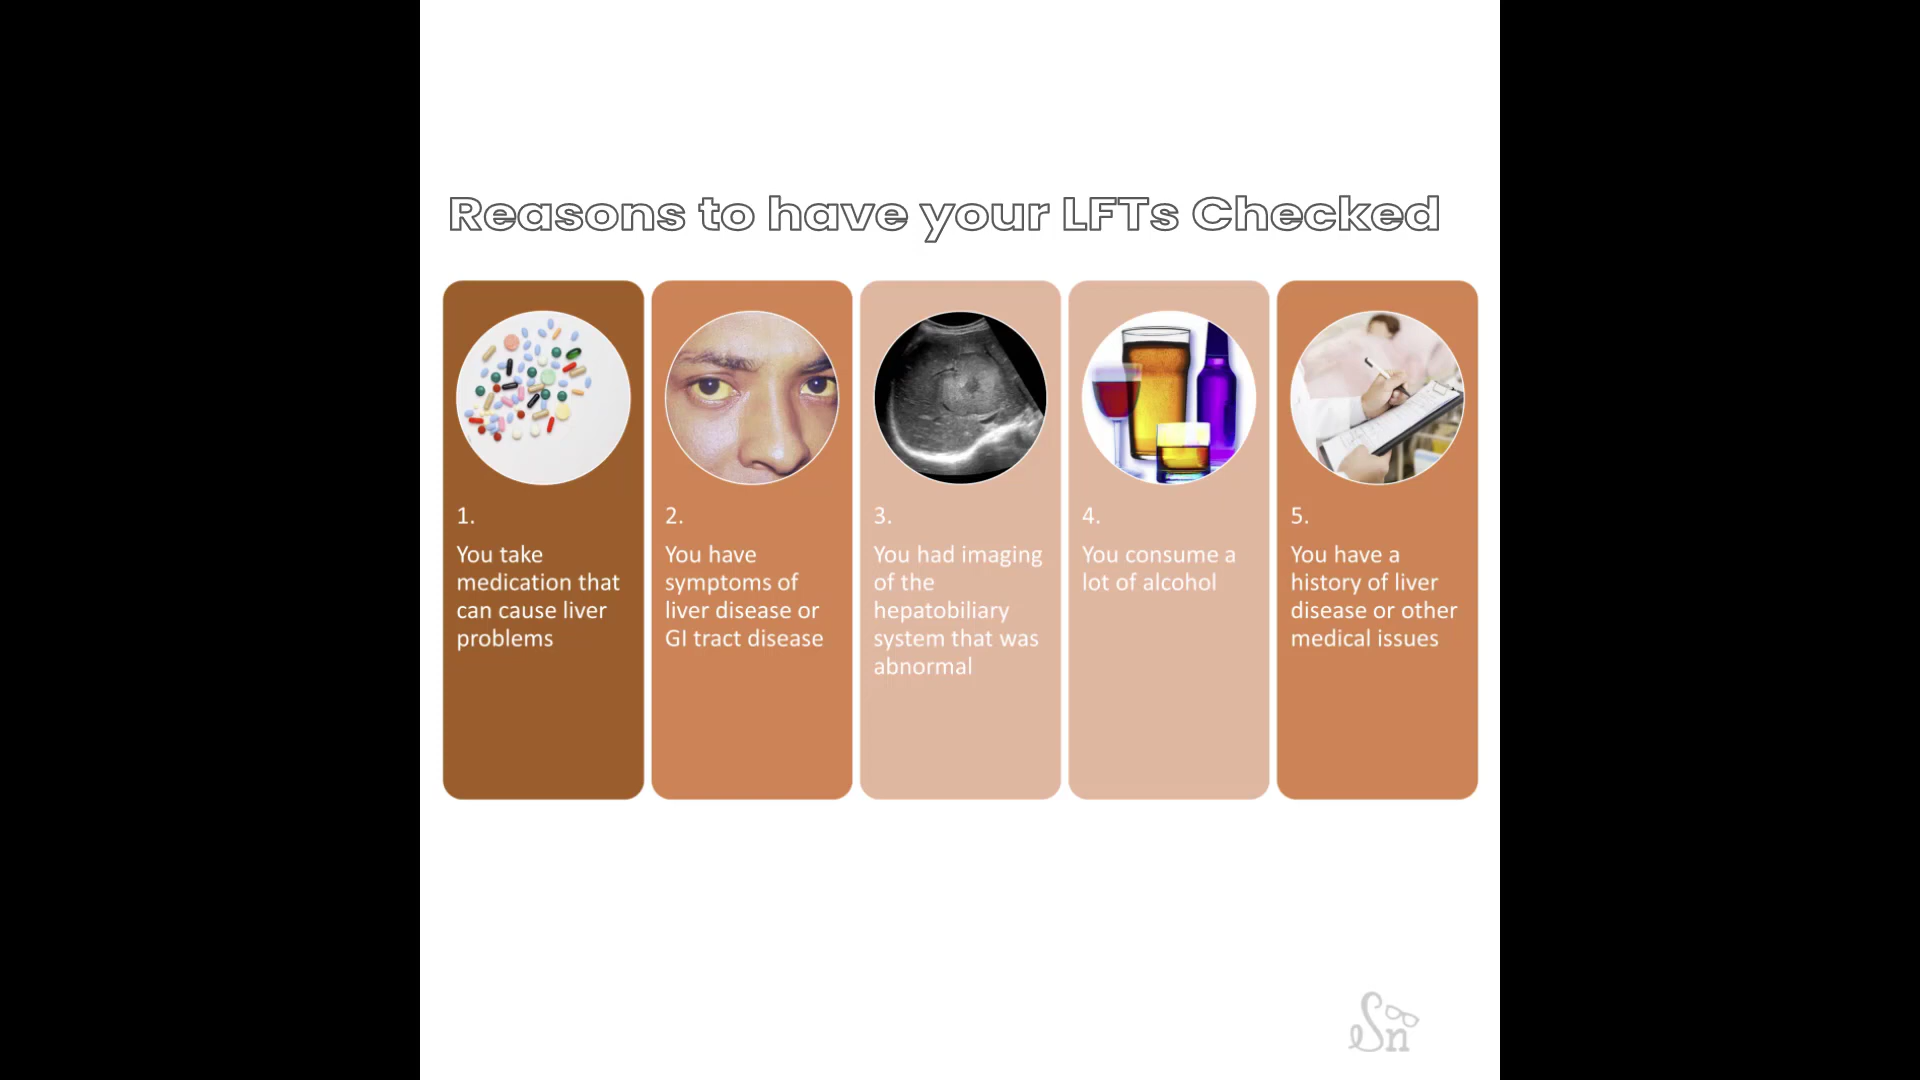 Reasons to have your LFTs Checked
1.
You take
medication that
can cause liver
problems
2.
You have
symptoms of
liver disease or
GI tract disease
3.
You had imaging
of the
hepatobiliary
system that was
abnormal
4.
You consume a
lot of alcohol
5.
You have a
history of liver
disease or other
medical issues
eSn